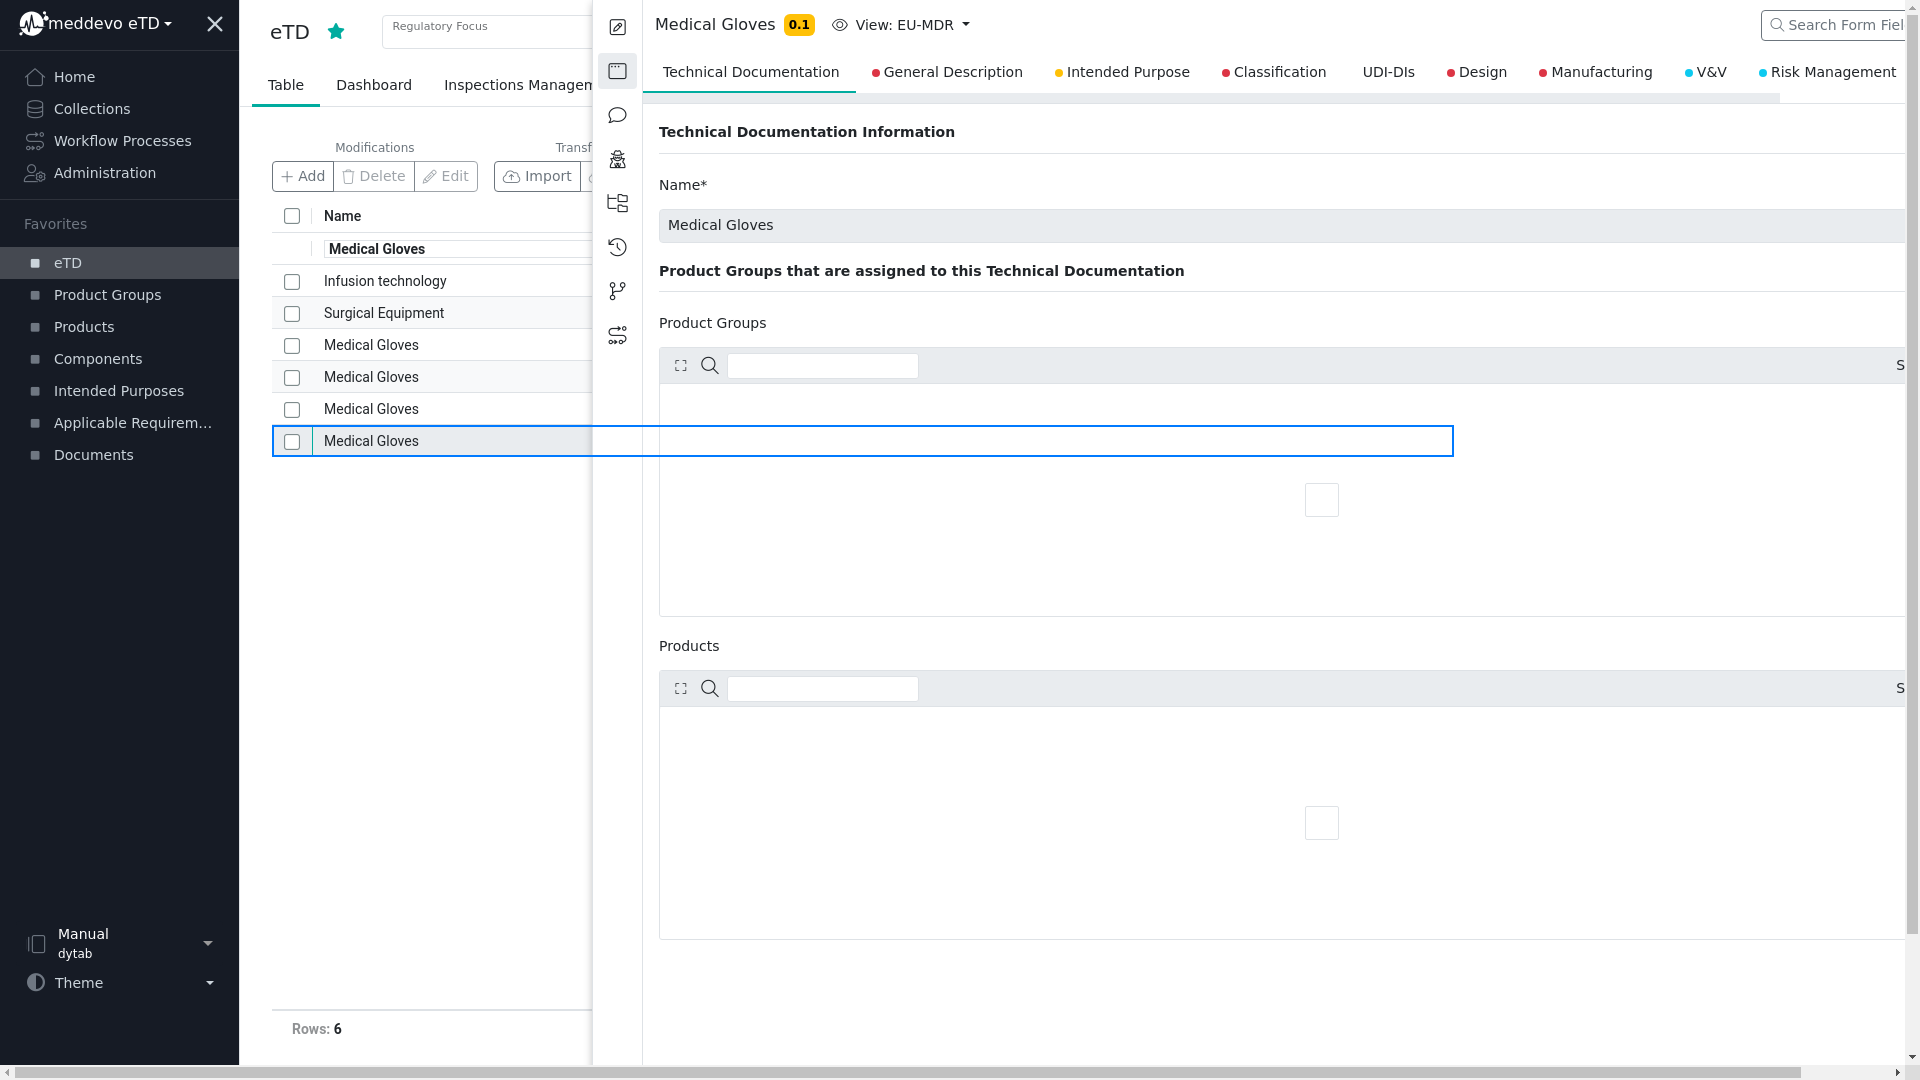 meddevo eTD
Home
Collections
Workflow Processes
Administration
Favorites
eTD
Product Groups
Products
Components
Intended Purposes
Applicable Requirem...
Documents
Manual
dytab
Theme
eTD
Regulatory Focus
Table
Dashboard
Inspections Managem
Modifications
Transf
Add
Delete
Edit
Import
Name
Medical Gloves
Infusion technology
Surgical Equipment
Medical Gloves
Medical Gloves
Medical Gloves
Medical Gloves
Rows: 6
Medical Gloves 0.1 View: EU-MDR
Search Form Fiel
Technical Documentation
General Description
Intended Purpose
Classification
UDI-DIs
Design
Manufacturing
V&V
Risk Management
Technical Documentation Information
Name*
Medical Gloves
Product Groups that are assigned to this Technical Documentation
Product Groups
S
Products
S